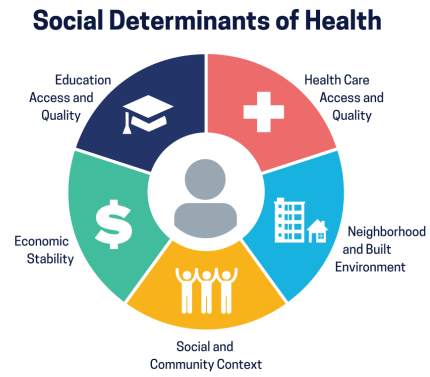 Social Determinants of Health
Education
Access and
Quality
Health Care
Access and
Quality
Economic
Stability
$
Neighborhood
and Built
Environment
Social and
Community Context